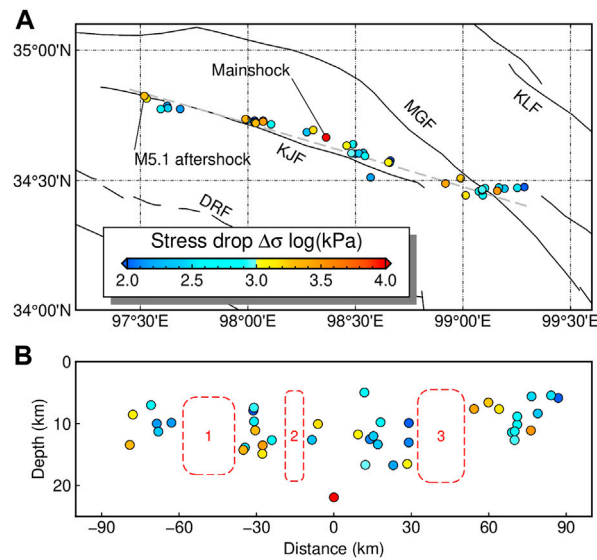 A
35°00'N
34°30'N
34°00'N
Mainshock
MGF
KLF
M5.1 aftershock
KJF
DRF
Stress drop Δσ log(kPa)
2.0 2.5 3.0 3.5 4.0
97°30'E 98°00'E 98°30'E 99°00'E 99°30'E
B
Depth (km)
0
10
20
1 2 3
−90 −60 −30 0 30 60 90
Distance (km)